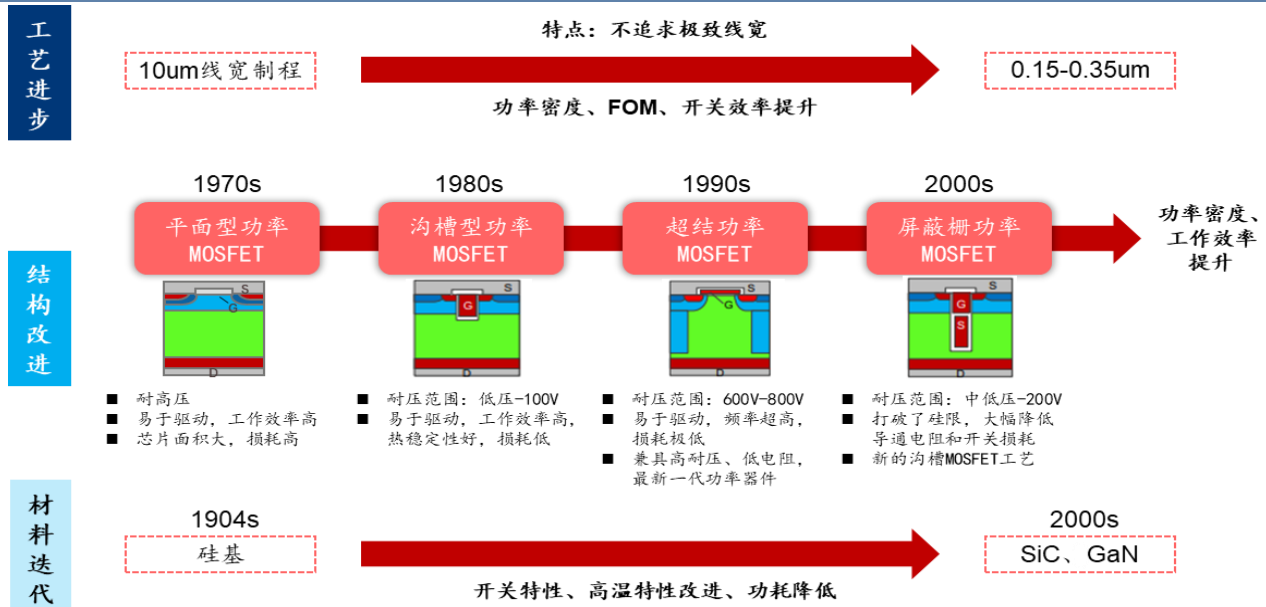 工艺进步
特点：不追求极致线宽
10um线宽制程
0.15-0.35um
功率密度、FOM、开关效率提升
结构改进
1970s
平面型功率
MOSFET
S
G
D
耐高压
易于驱动，工作效率高
芯片面积大，损耗高
1980s
沟槽型功率
MOSFET
S
G
D
耐压范围：低压-100V
易于驱动，工作效率高，
热稳定性好，损耗低
1990s
超结功率
MOSFET
S
G
D
耐压范围：600V-800V
易于驱动，频率超高，
损耗极低
兼具高耐压、低电阻，
最新一代功率器件
2000s
屏蔽栅功率
MOSFET
S
G
S
D
耐压范围：中低压-200V
打破了硅限，大幅降低
导通电阻和开关损耗
新的沟槽MOSFET工艺
功率密度、
工作效率
提升
材料迭代
1904s
硅基
2000s
SiC、GaN
开关特性、高温特性改进、功耗降低